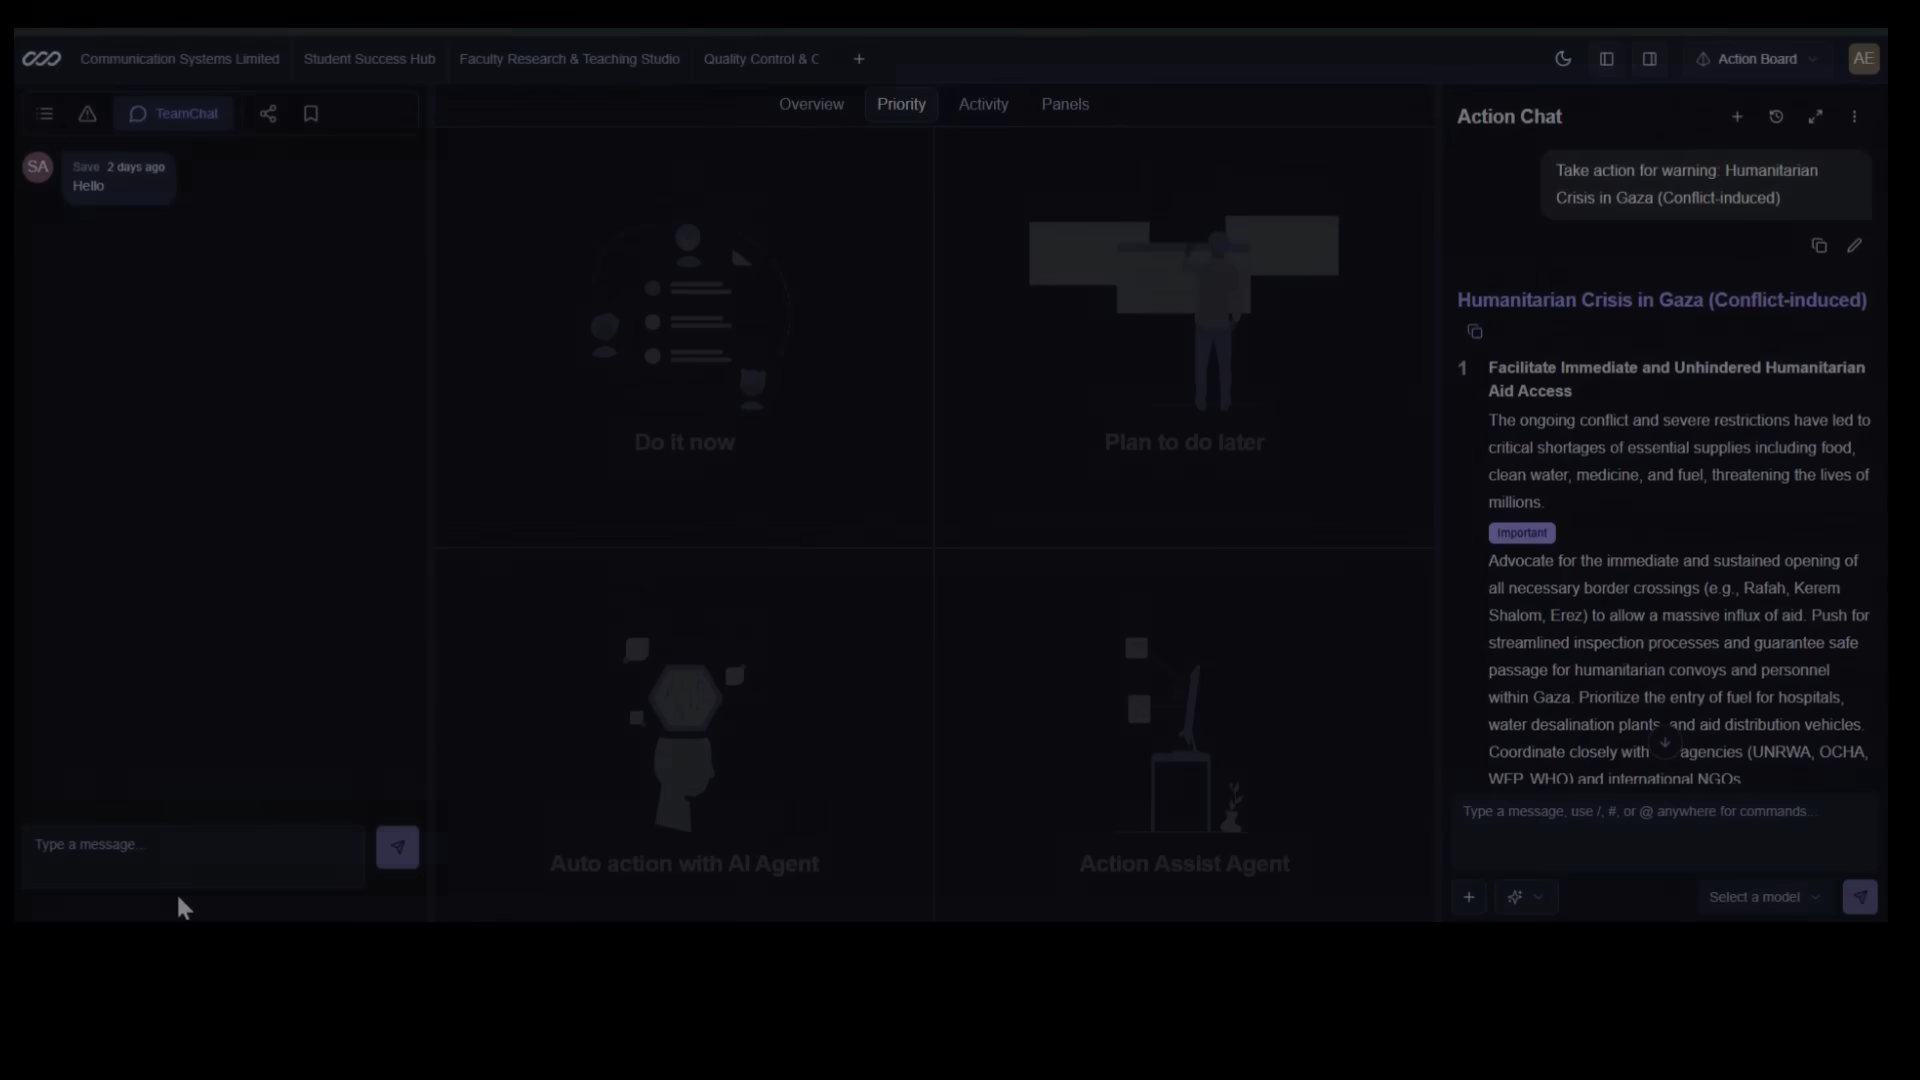 Communication Systems Limited
Student Success Hub
Faculty Research & Teaching Studio
Quality Control & C
Action Board
AE
TeamChat
SA
Save 2 days ago
Hello
Type a message...
Overview
Priority
Activity
Panels
Do it now
Plan to do later
Auto action with AI Agent
Action Assist Agent
Action Chat
Take action for warning: Humanitarian
Crisis in Gaza (Conflict-induced)
Humanitarian Crisis in Gaza (Conflict-induced)
1 Facilitate Immediate and Unhindered Humanitarian
Aid Access
The ongoing conflict and severe restrictions have led to
critical shortages of essential supplies including food,
clean water, medicine, and fuel, threatening the lives of
millions.
Important
Advocate for the immediate and sustained opening of
all necessary border crossings (e.g., Rafah, Kerem
Shalom, Erez) to allow a massive influx of aid. Push for
streamlined inspection processes and guarantee safe
passage for humanitarian convoys and personnel
within Gaza. Prioritize the entry of fuel for hospitals,
water desalination plants, and aid distribution vehicles.
Coordinate closely with agencies (UNRWA, OCHA,
WFP, WHO) and international NGOs.
Type a message, use /, #, or @ anywhere for commands...
Select a model